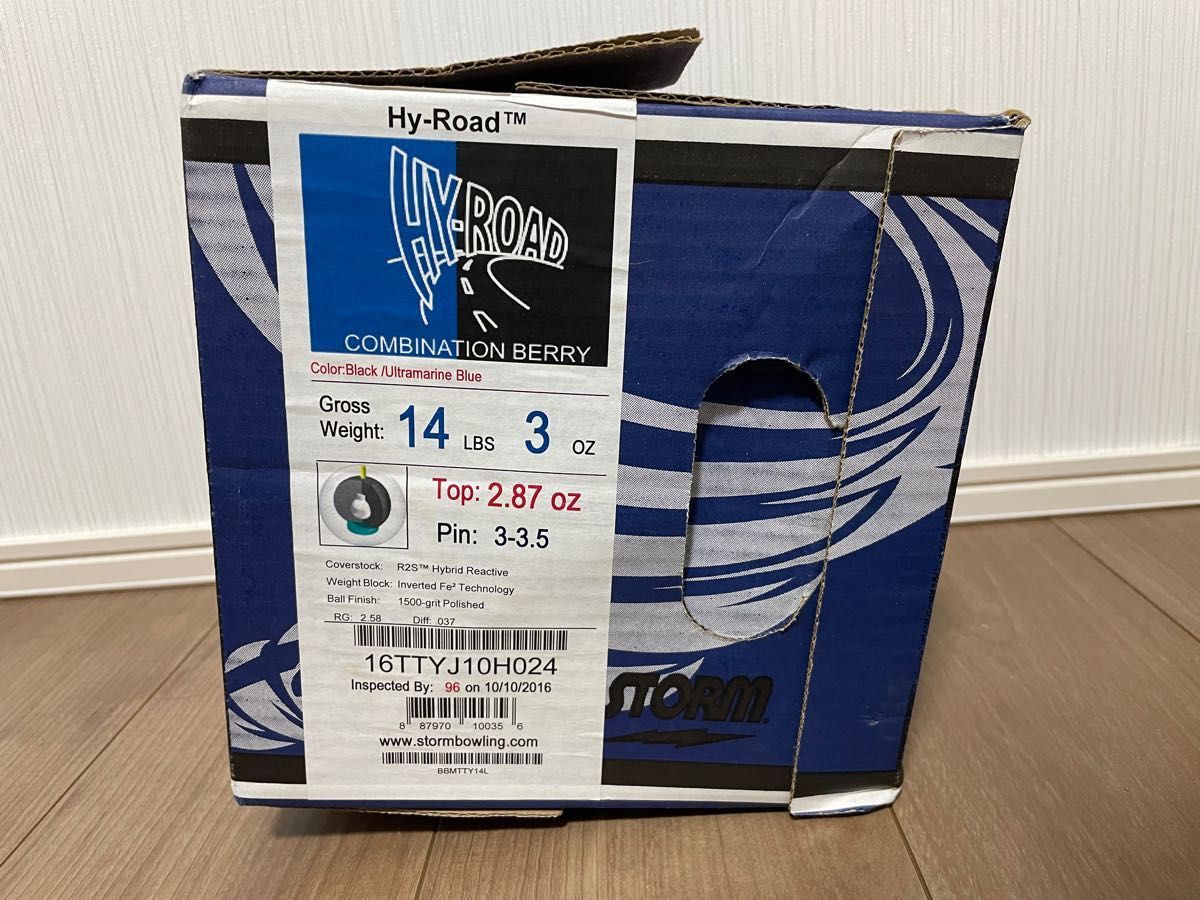 Hy-Road™
HY-ROAD
COMBINATION BERRY
Color:Black /Ultramarine Blue
Gross
Weight: 14 LBS 3 OZ
Top: 2.87 oz
Pin: 3-3.5
Coverstock: R2S™ Hybrid Reactive
Weight Block: Inverted Fe² Technology
Ball Finish: 1500-grit Polished
RG: 2.58 Diff: .037
16TTYJ10H024
Inspected By: 96 on 10/10/2016
8 87970 10035 6
www.stormbowling.com
BBMTTY14L
STORM